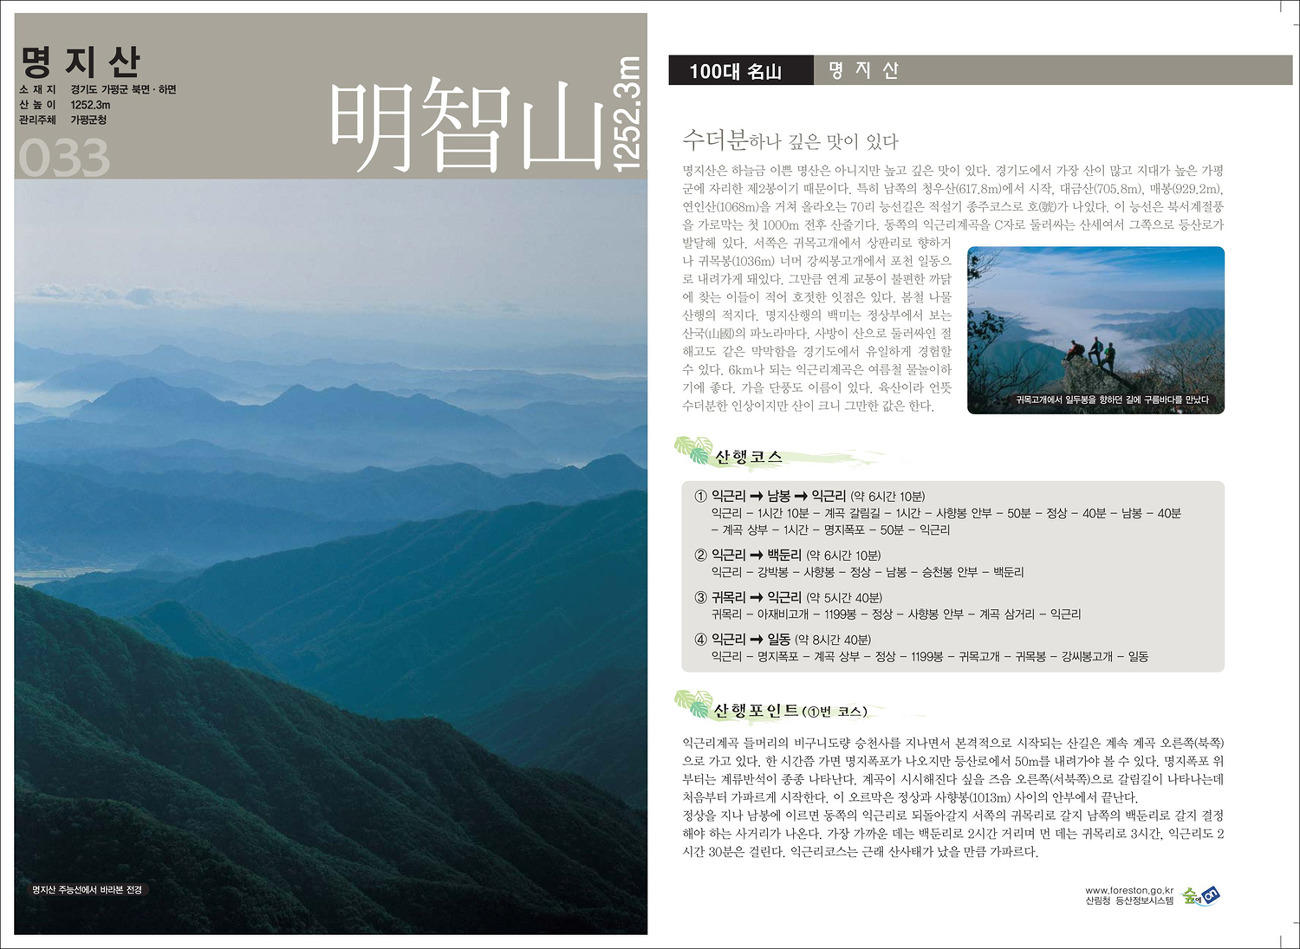 명 지 산
소 재 지 경기도 가평군 북면 · 하면
산 높 이 1252.3m
관리주체 가평군청
033
明智山
1252.3m
명지산 주능선에서 바라본 전경
100대 名山 명 지 산
수더분하나 깊은 맛이 있다
명지산은 하늘금 이쁜 명산은 아니지만 높고 깊은 맛이 있다. 경기도에서 가장 산이 많고 지대가 높은 가평
군에 자리한 제2봉이기 때문이다. 특히 남쪽의 청우산(617.8m)에서 시작, 대금산(705.8m), 매봉(929.2m),
연인산(1068m)을 거쳐 올라오는 70리 능선길은 적설기 종주코스로 호(號)가 나있다. 이 능선은 북서계절풍
을 가로막는 첫 1000m 전후 산줄기다. 동쪽의 익근리계곡을 C자로 둘러싸는 산세여서 그쪽으로 등산로가
발달해 있다. 서쪽은 귀목고개에서 상판리로 향하거
나 귀목봉(1036m) 너머 강씨봉고개에서 포천 일동으
로 내려가게 돼있다. 그만큼 연계 교통이 불편한 까닭
에 찾는 이들이 적어 호젓한 잇점은 있다. 봄철 나물
산행의 적지다. 명지산행의 백미는 정상부에서 보는
산국(山國)의 파노라마다. 사방이 산으로 둘러싸인 절
해고도 같은 막막함을 경기도에서 유일하게 경험할
수 있다. 6km나 되는 익근리계곡은 여름철 물놀이하
기에 좋다. 가을 단풍도 이름이 있다. 육산이라 언뜻
수더분한 인상이지만 산이 크니 그만한 값은 한다.
귀목고개에서 일두봉을 향하던 길에 구름바다를 만났다
산행코스
① 익근리 ➞ 남봉 ➞ 익근리 (약 6시간 10분)
익근리 – 1시간 10분 – 계곡 갈림길 – 1시간 – 사향봉 안부 – 50분 – 정상 – 40분 – 남봉 – 40분
– 계곡 상부 – 1시간 – 명지폭포 – 50분 – 익근리
② 익근리 ➞ 백둔리 (약 6시간 10분)
익근리 – 강박봉 – 사향봉 – 정상 – 남봉 – 승천봉 안부 – 백둔리
③ 귀목리 ➞ 익근리 (약 5시간 40분)
귀목리 – 아재비고개 – 1199봉 – 정상 – 사향봉 안부 – 계곡 삼거리 – 익근리
④ 익근리 ➞ 일동 (약 8시간 40분)
익근리 – 명지폭포 – 계곡 상부 – 정상 – 1199봉 – 귀목고개 – 귀목봉 – 강씨봉고개 – 일동
산행포인트(①번 코스)
익근리계곡 들머리의 비구니도량 승천사를 지나면서 본격적으로 시작되는 산길은 계속 계곡 오른쪽(북쪽)
으로 가고 있다. 한 시간쯤 가면 명지폭포가 나오지만 등산로에서 50m를 내려가야 볼 수 있다. 명지폭포 위
부터는 계류반석이 종종 나타난다. 계곡이 시시해진다 싶을 즈음 오른쪽(서북쪽)으로 갈림길이 나타나는데
처음부터 가파르게 시작한다. 이 오르막은 정상과 사향봉(1013m) 사이의 안부에서 끝난다.
정상을 지나 남봉에 이르면 동쪽의 익근리로 되돌아갈지 서쪽의 귀목리로 갈지 남쪽의 백둔리로 갈지 결정
해야 하는 사거리가 나온다. 가장 가까운 데는 백둔리로 2시간 거리며 먼 데는 귀목리로 3시간, 익근리도 2
시간 30분은 걸린다. 익근리코스는 근래 산사태가 났을 만큼 가파르다.
www.foreston.go.kr
산림청 등산정보시스템
숲에on